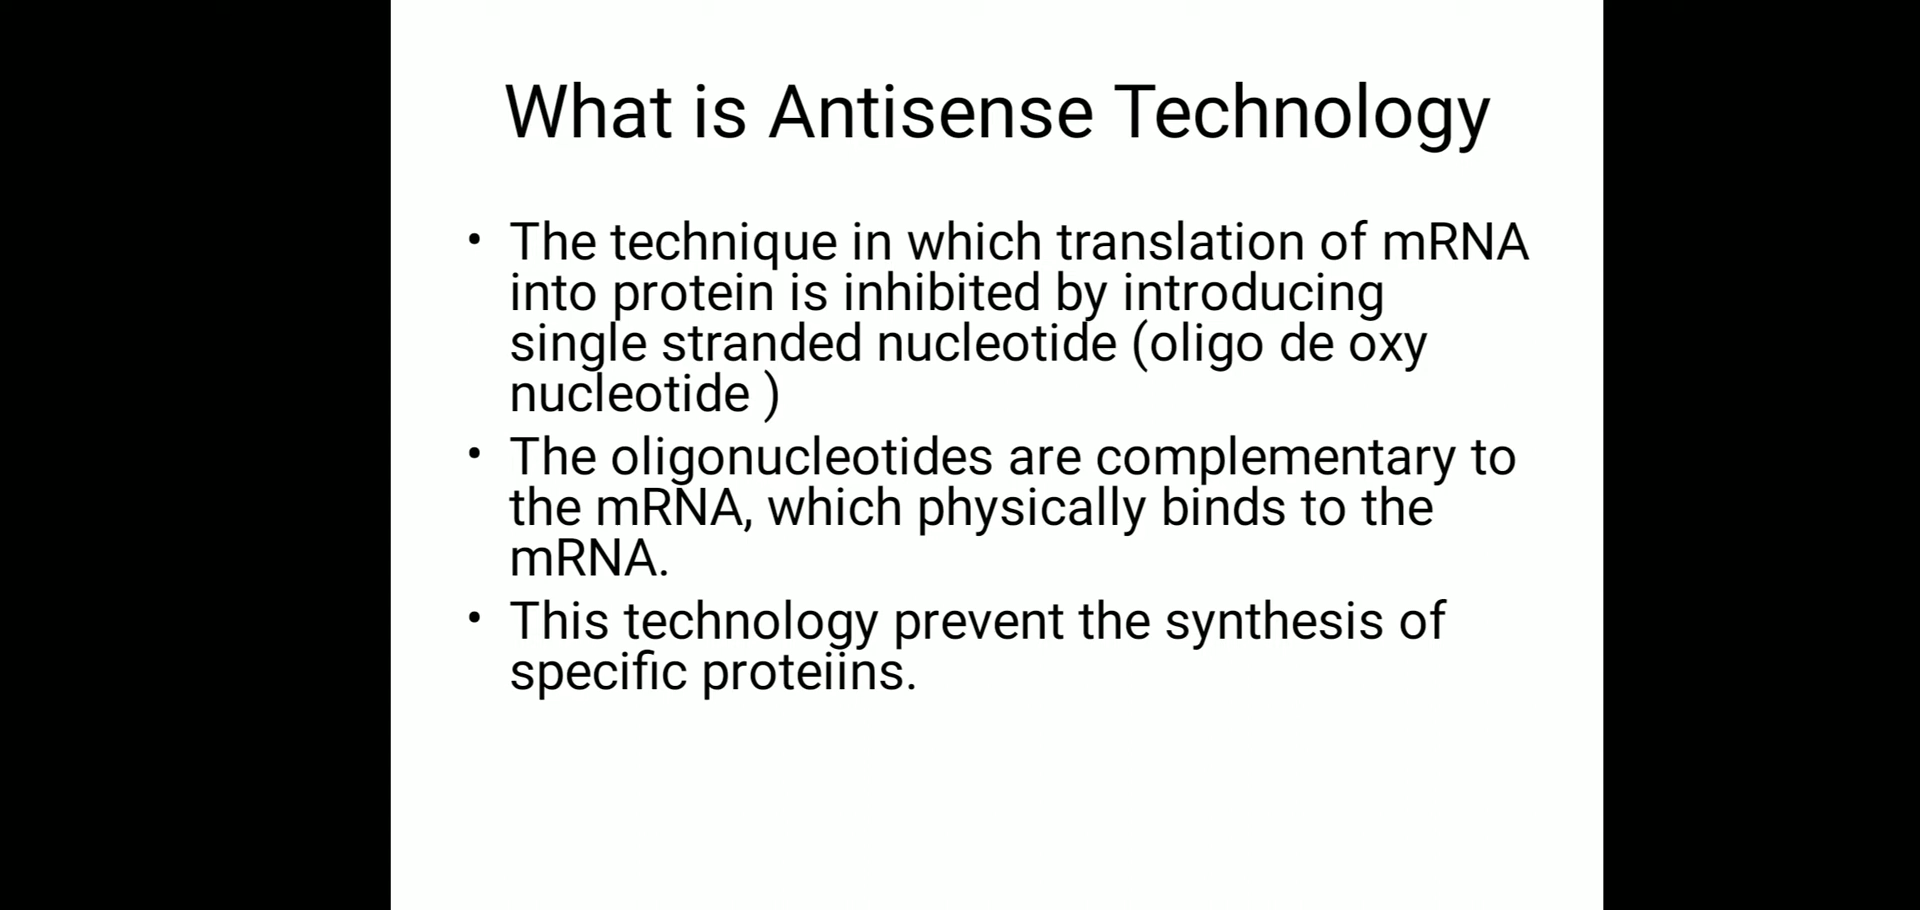 What is Antisense Technology
• The technique in which translation of mRNA
into protein is inhibited by introducing
single stranded nucleotide (oligo de oxy
nucleotide )
• The oligonucleotides are complementary to
the mRNA, which physically binds to the
mRNA.
• This technology prevent the synthesis of
specific proteiins.